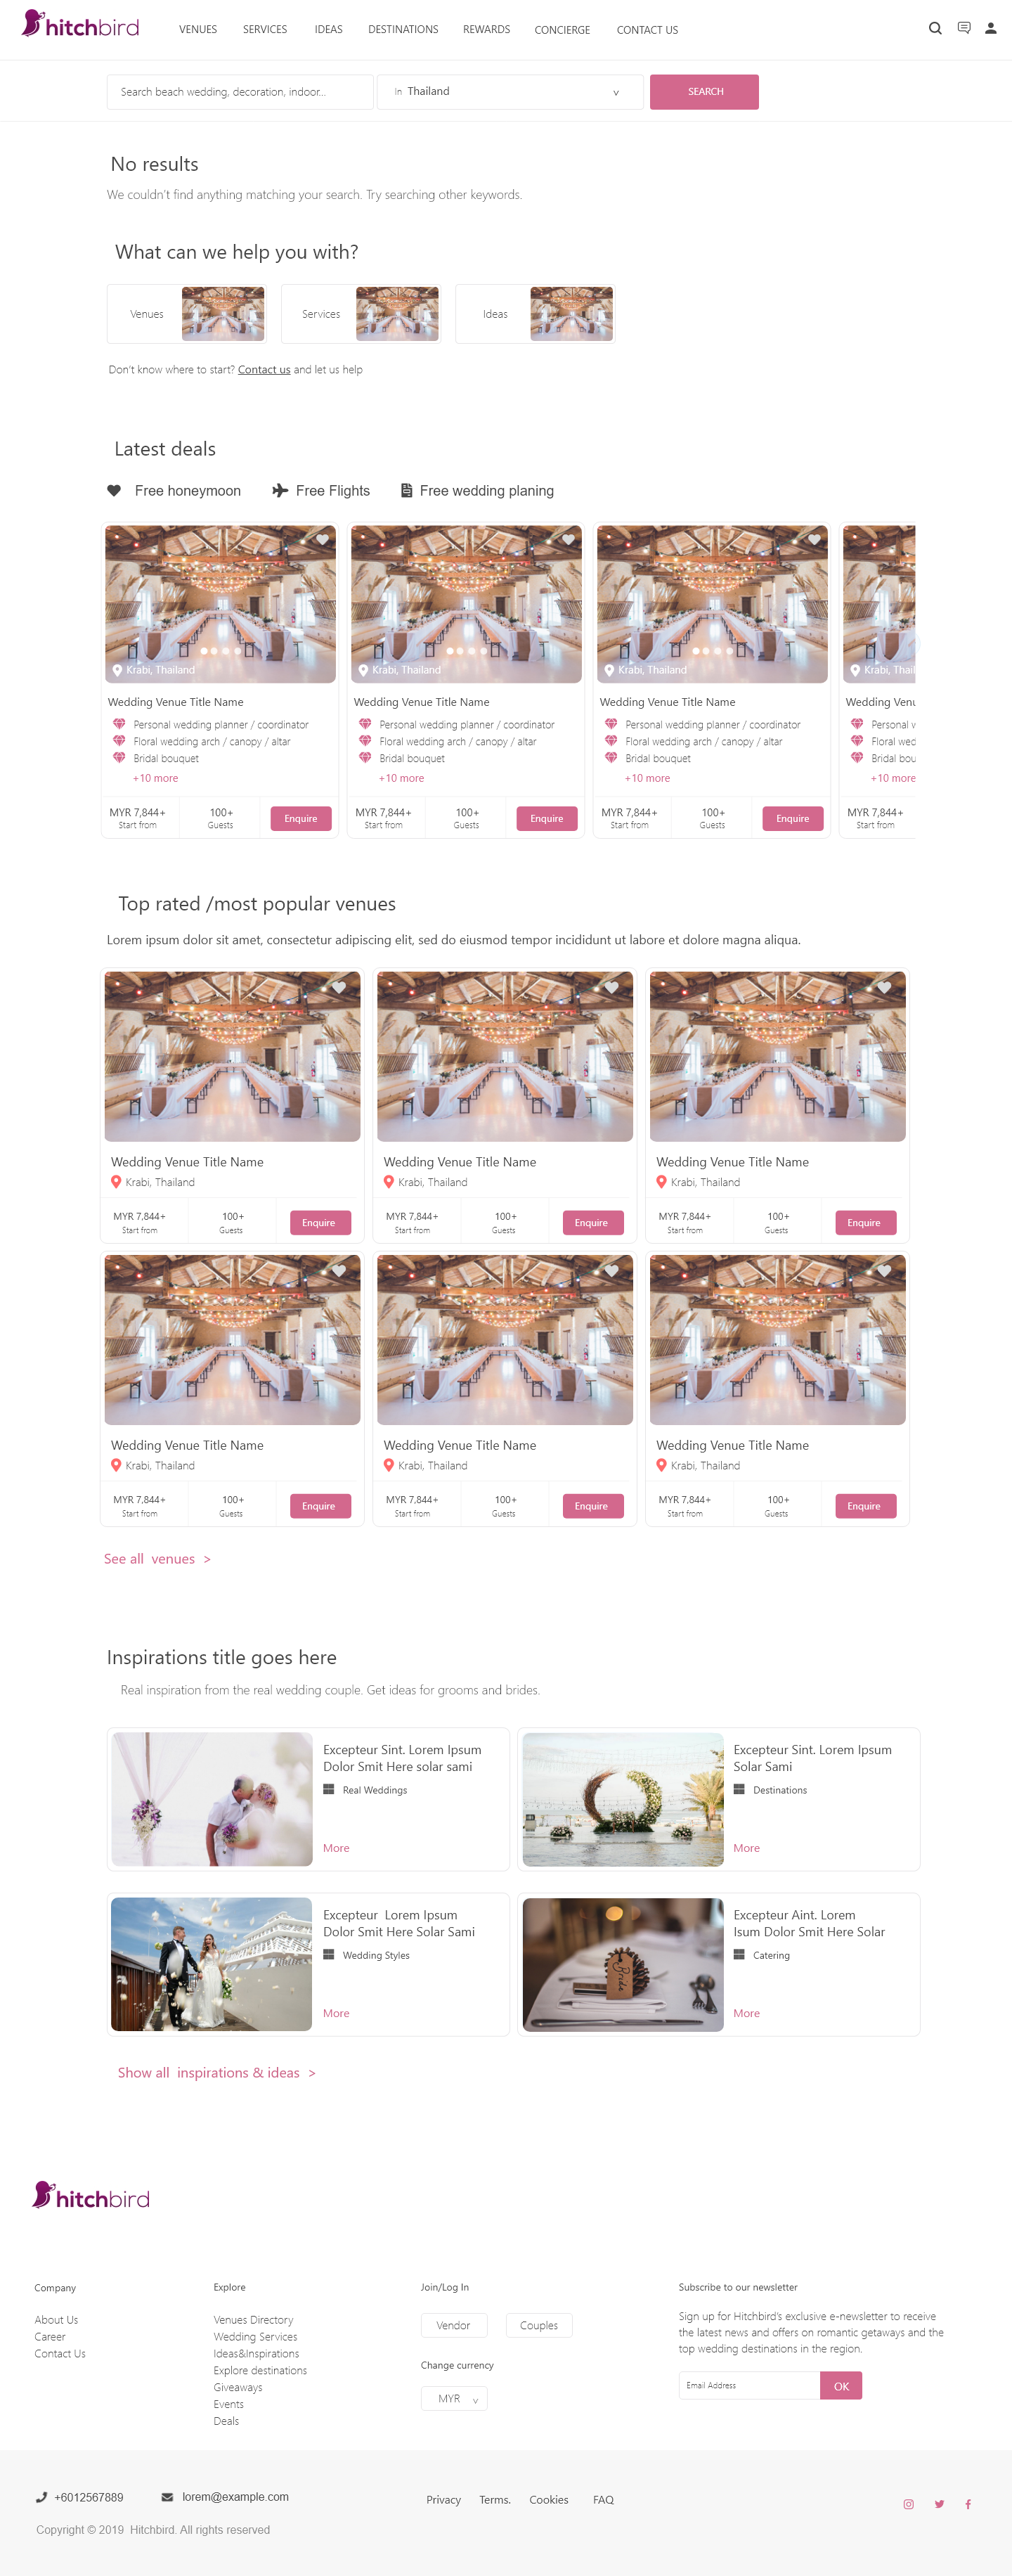 hitchbird
VENUES SERVICES IDEAS DESTINATIONS REWARDS CONCIERGE CONTACT US
Search beach wedding, decoration, indoor...
In Thailand v
SEARCH
No results
We couldn't find anything matching your search. Try searching other keywords.
What can we help you with?
Venues
Services
Ideas
Don't know where to start? Contact us and let us help
Latest deals
Free honeymoon Free Flights Free wedding planing
Krabi, Thailand
Wedding Venue Title Name
Personal wedding planner / coordinator
Floral wedding arch / canopy / altar
Bridal bouquet
+10 more
MYR 7,844+ 100+
Start from Guests
Enquire
Krabi, Thailand
Wedding Venue Title Name
Personal wedding planner / coordinator
Floral wedding arch / canopy / altar
Bridal bouquet
+10 more
MYR 7,844+ 100+
Start from Guests
Enquire
Krabi, Thailand
Wedding Venue Title Name
Personal wedding planner / coordinator
Floral wedding arch / canopy / altar
Bridal bouquet
+10 more
MYR 7,844+ 100+
Start from Guests
Enquire
Krabi, Thail
Wedding Venu
Personal w
Floral wed
Bridal bou
+10 more
MYR 7,844+
Start from
Top rated /most popular venues
Lorem ipsum dolor sit amet, consectetur adipiscing elit, sed do eiusmod tempor incididunt ut labore et dolore magna aliqua.
Wedding Venue Title Name
Krabi, Thailand
MYR 7,844+ 100+
Start from Guests
Enquire
Wedding Venue Title Name
Krabi, Thailand
MYR 7,844+ 100+
Start from Guests
Enquire
Wedding Venue Title Name
Krabi, Thailand
MYR 7,844+ 100+
Start from Guests
Enquire
Wedding Venue Title Name
Krabi, Thailand
MYR 7,844+ 100+
Start from Guests
Enquire
Wedding Venue Title Name
Krabi, Thailand
MYR 7,844+ 100+
Start from Guests
Enquire
Wedding Venue Title Name
Krabi, Thailand
MYR 7,844+ 100+
Start from Guests
Enquire
See all venues >
Inspirations title goes here
Real inspiration from the real wedding couple. Get ideas for grooms and brides.
Excepteur Sint. Lorem Ipsum
Dolor Smit Here solar sami
Real Weddings
More
Excepteur Sint. Lorem Ipsum
Solar Sami
Destinations
More
Excepteur Lorem Ipsum
Dolor Smit Here Solar Sami
Wedding Styles
More
Bride
Excepteur Aint. Lorem
Isum Dolor Smit Here Solar
Catering
More
Show all inspirations & ideas >
hitchbird
Company
About Us
Career
Contact Us
Explore
Venues Directory
Wedding Services
Ideas&Inspirations
Explore destinations
Giveaways
Events
Deals
Join/Log In
Vendor Couples
Change currency
MYR v
Subscribe to our newsletter
Sign up for Hitchbird's exclusive e-newsletter to receive
the latest news and offers on romantic getaways and the
top wedding destinations in the region.
Email Address OK
+6012567889 lorem@example.com
Privacy Terms. Cookies FAQ
Copyright © 2019 Hitchbird. All rights reserved